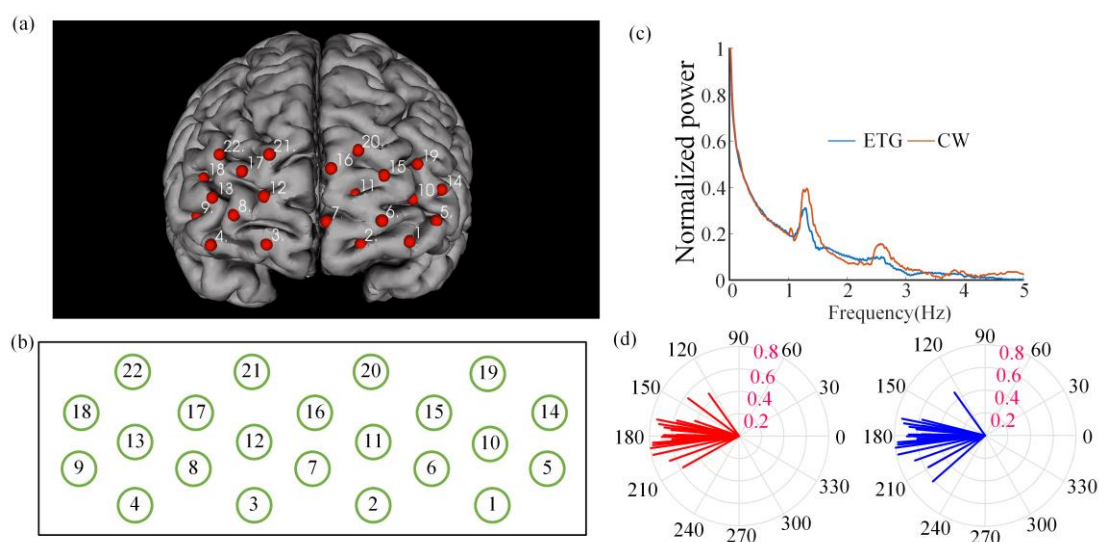 (a)
22. 21. 20.
18 17 16 15 19
13 12 11 10 14
9. 8. 7 6. 5.
4. 3. 2. 1
(b)
22 21 20 19
18 17 16 15 14
13 12 11 10
9 8 7 6 5
4 3 2 1
(c)
Normalized power
1
0.8
0.6
0.4
0.2
0
ETG CW
0 1 2 3 4 5
Frequency(Hz)
(d)
90
120 60
150 30
180 0
210 330
240 300
270
0.8
0.6
0.4
0.2
90
120 60
150 30
180 0
210 330
240 300
270
0.8
0.6
0.4
0.2